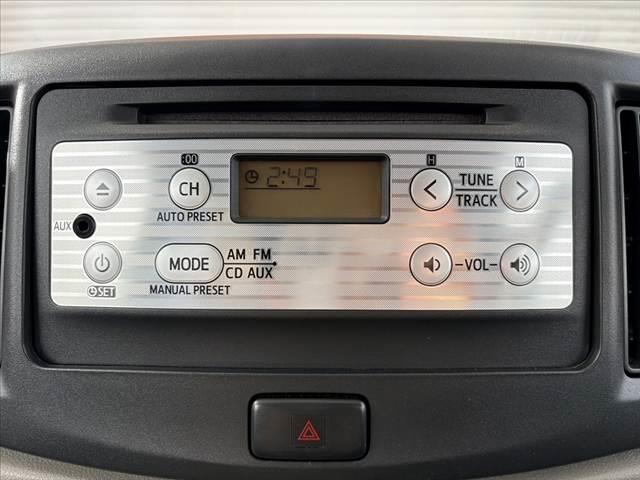 :00
H
M
2:49
CH
TUNE
TRACK
AUX
AUTO PRESET
AM FM
CD AUX
MODE
-VOL-
SET
MANUAL PRESET